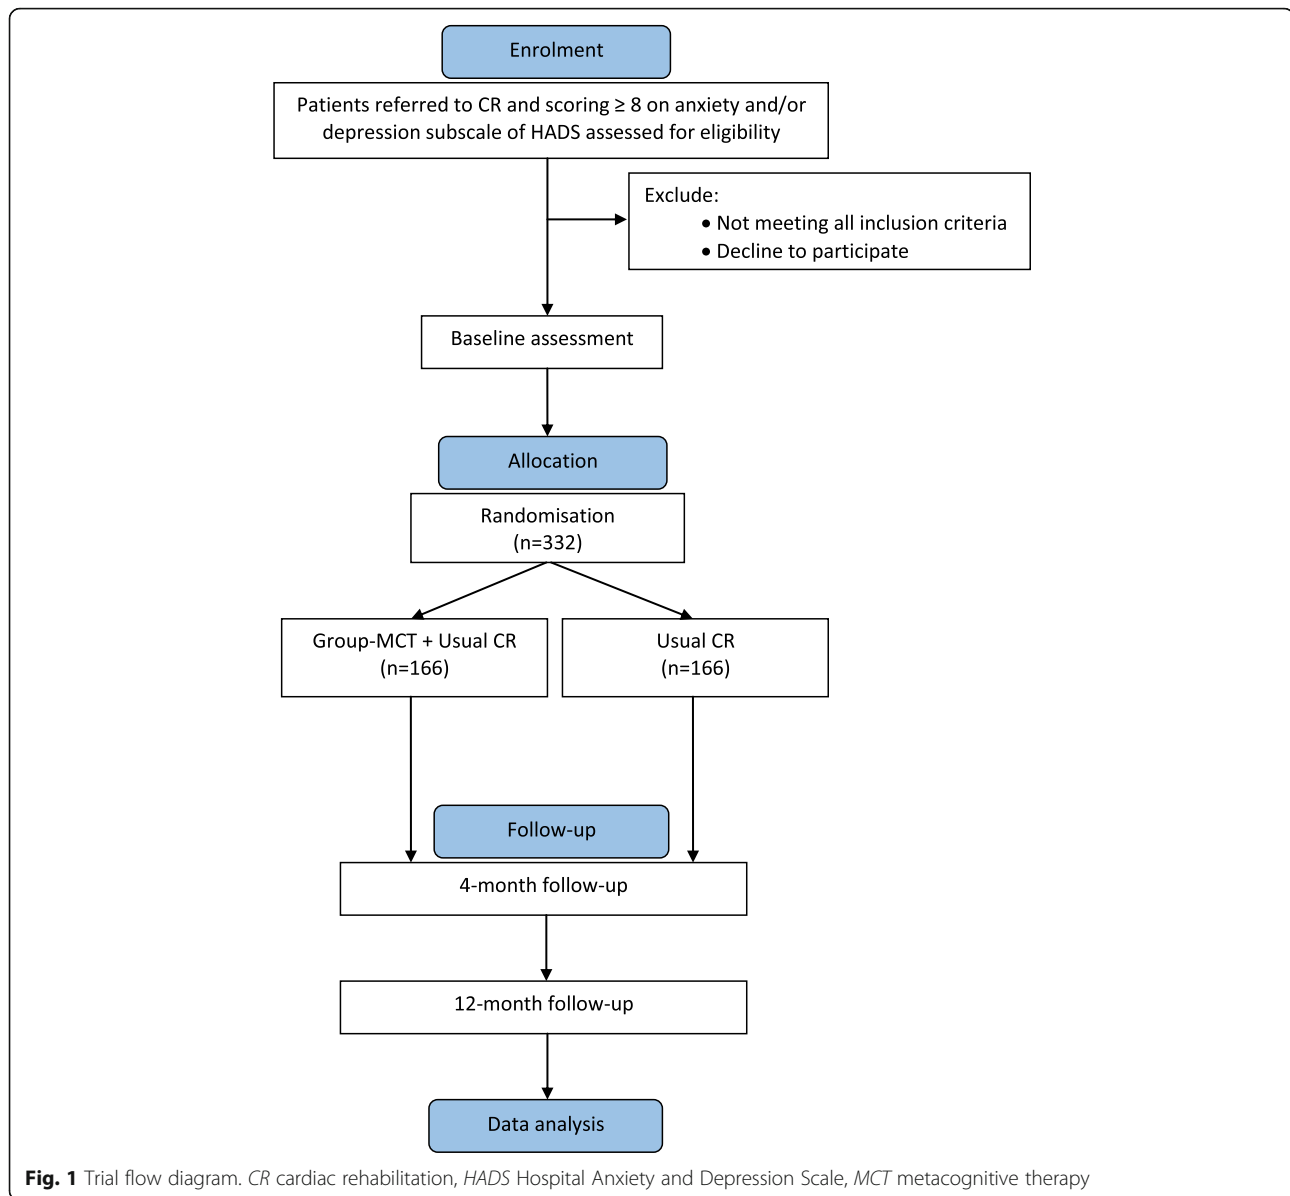 Enrolment
Patients referred to CR and scoring ≥ 8 on anxiety and/or
depression subscale of HADS assessed for eligibility
Exclude:
• Not meeting all inclusion criteria
• Decline to participate
Baseline assessment
Allocation
Randomisation
(n=332)
Group-MCT + Usual CR
(n=166)
Usual CR
(n=166)
Follow-up
4-month follow-up
12-month follow-up
Data analysis
Fig. 1 Trial flow diagram. CR cardiac rehabilitation, HADS Hospital Anxiety and Depression Scale, MCT metacognitive therapy